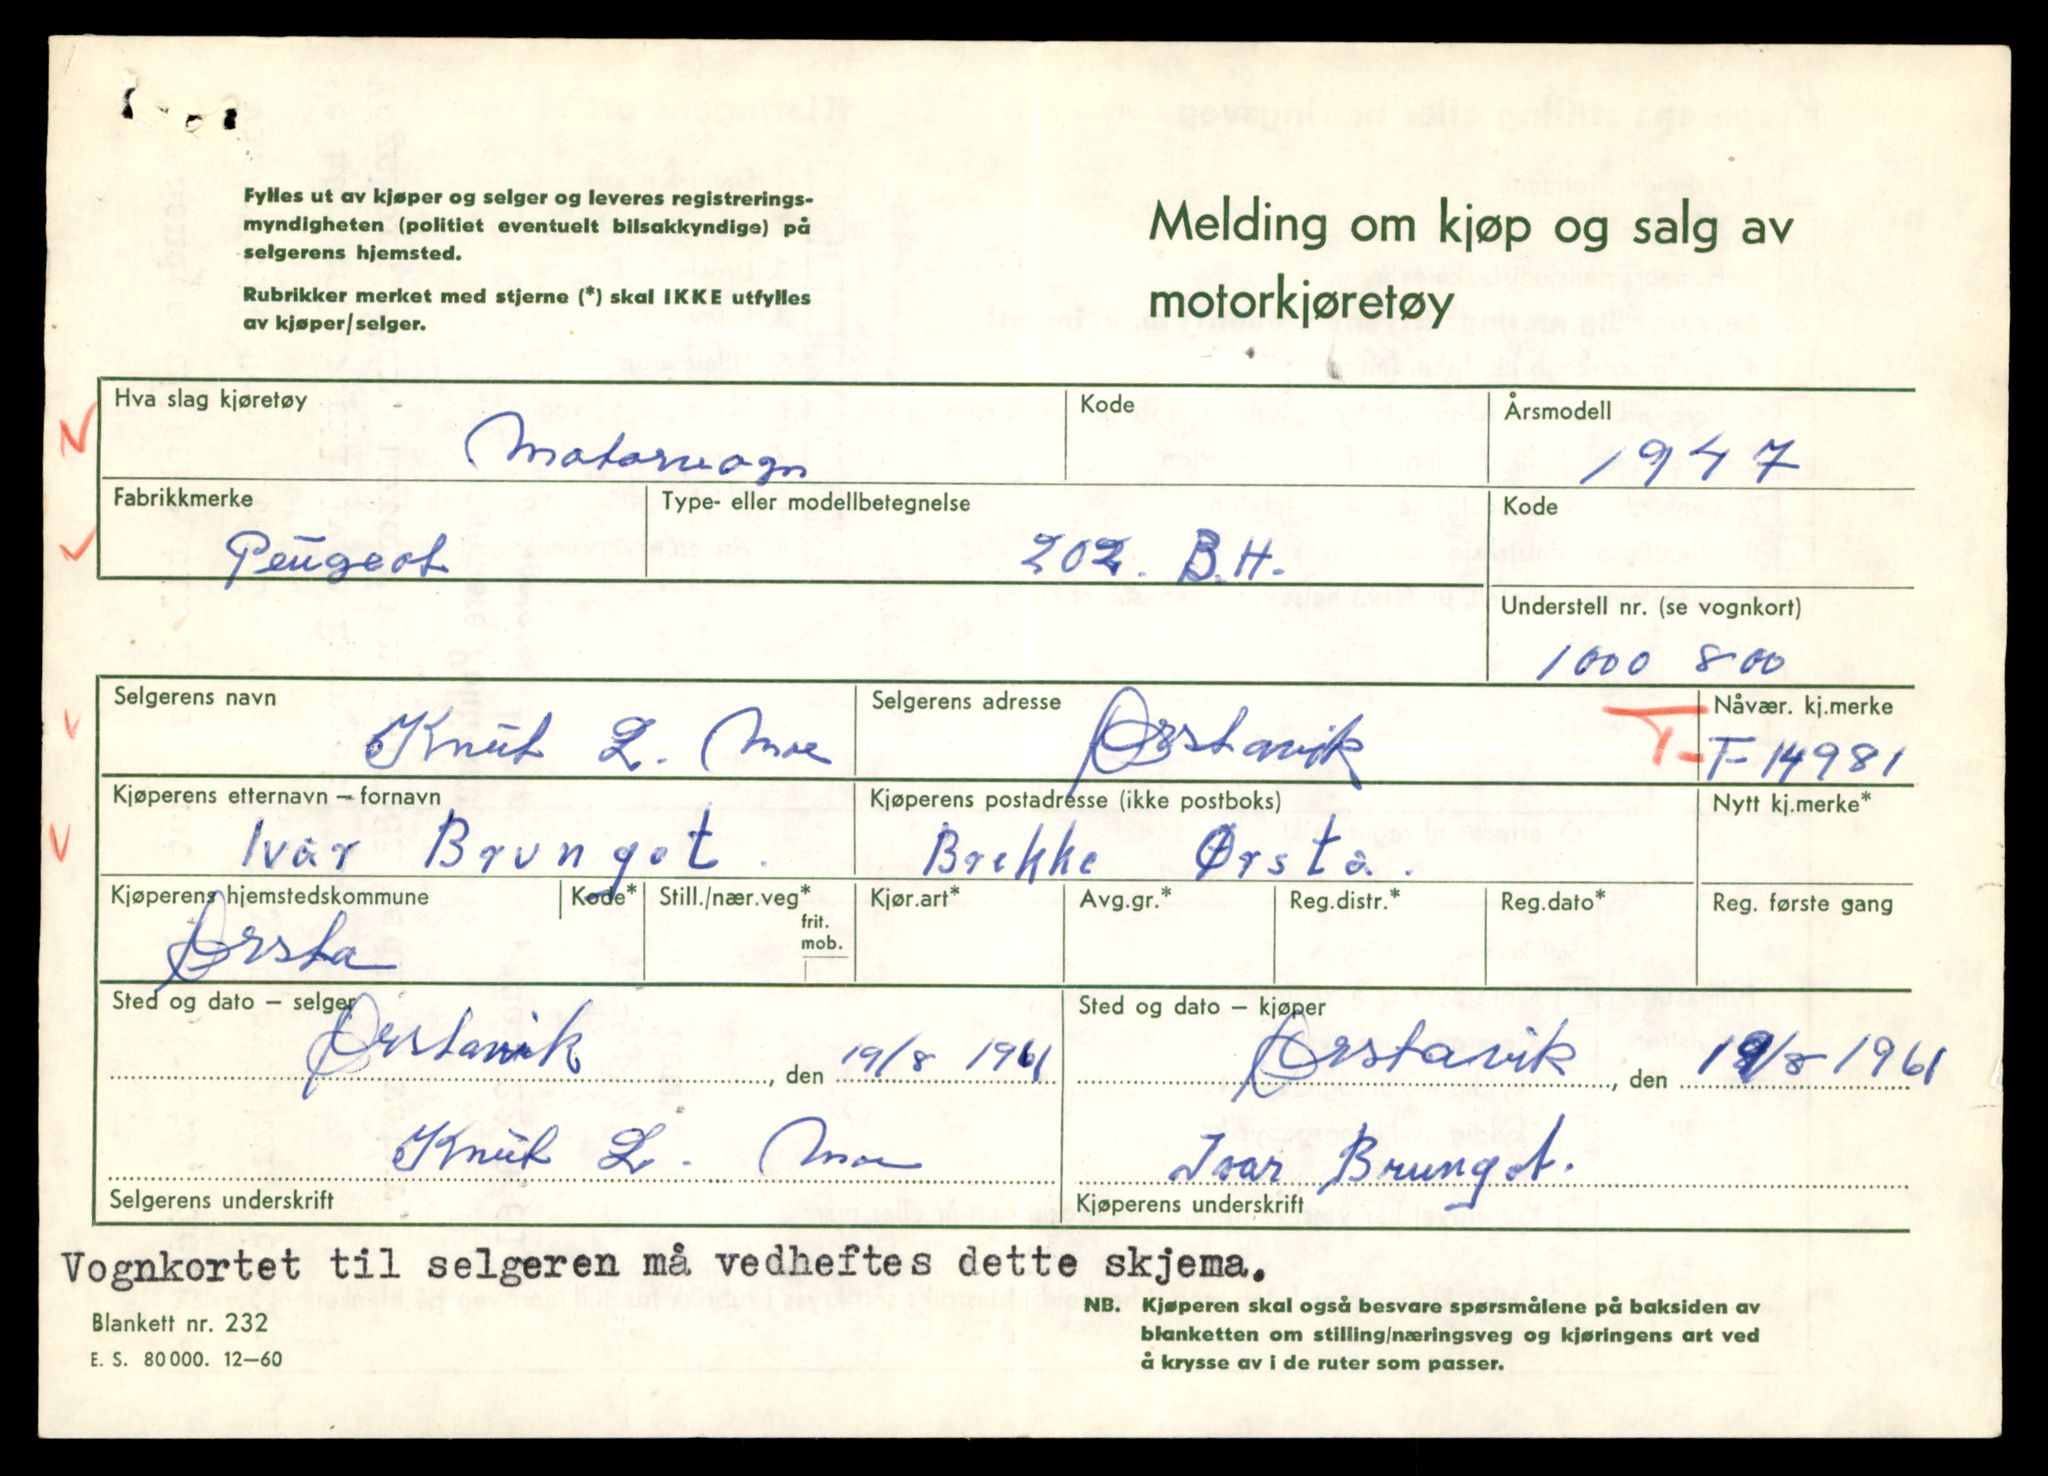 Fylles ut av kjøper og selger og leveres registrerings-
myndigheten (politiet eventuelt bilsakkyndige) på
selgerens hjemsted.
Rubrikker merket med stjerne (*) skal IKKE utfylles
av kjøper/selger.
Melding om kjøp og salg av
motorkjøretøy
Hva slag kjøretøy
Motorvogn
Kode
Årsmodell
1947
Fabrikkmerke
Peugeot
Type- eller modellbetegnelse
202. B.H.
Kode
Understell nr. (se vognkort)
1000 800
Selgerens navn
Knut L. Moe
Selgerens adresse
Ørstavik
Nåvær. kj.merke
T- T-14981
Kjøperens etternavn – fornavn
Ivar Brungot.
Kjøperens postadresse (ikke postboks)
Brekke Ørsta.
Nytt kj.merke*
Kjøperens hjemstedskommune
Ørsta
Kode*
Still./nær.veg*
frit.
mob.
Kjør.art*
Avg.gr.*
Reg.distr.*
Reg.dato*
Reg. første gang
Sted og dato – selger
Ørstavik, den 19/8 1961
Sted og dato – kjøper
Ørstavik, den 19/8 1961
Knut L. Moe
Selgerens underskrift
Ivar Brungot.
Kjøperens underskrift
Vognkortet til selgeren må vedheftes dette skjema.
Blankett nr. 232
E. S. 80000. 12–60
NB. Kjøperen skal også besvare spørsmålene på baksiden av
blanketten om stilling/næringsveg og kjøringens art ved
å krysse av i de ruter som passer.